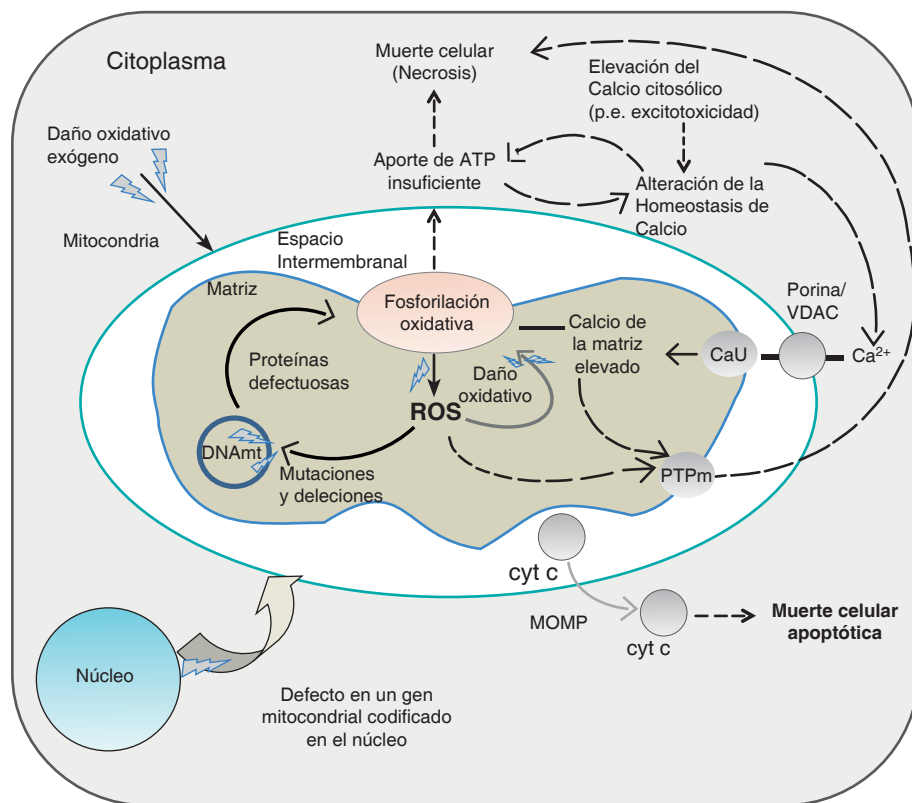 Citoplasma
Muerte celular
(Necrosis)
Elevación del
Calcio citosólico
(p.e. excitotoxicidad)
Daño oxidativo
exógeno
Aporte de ATP
insuficiente
Alteración de la
Homeostasis de
Calcio
Mitocondria
Espacio
Intermembranal
Matriz
Fosforilación
oxidativa
Porina/
VDAC
Calcio de
la matriz
elevado
CaU
Ca2+
Proteínas
defectuosas
Daño
oxidativo
ROS
DNAmt
Mutaciones
y deleciones
PTPm
cyt c
MOMP
cyt c
Muerte celular
apoptótica
Núcleo
Defecto en un gen
mitocondrial codificado
en el núcleo